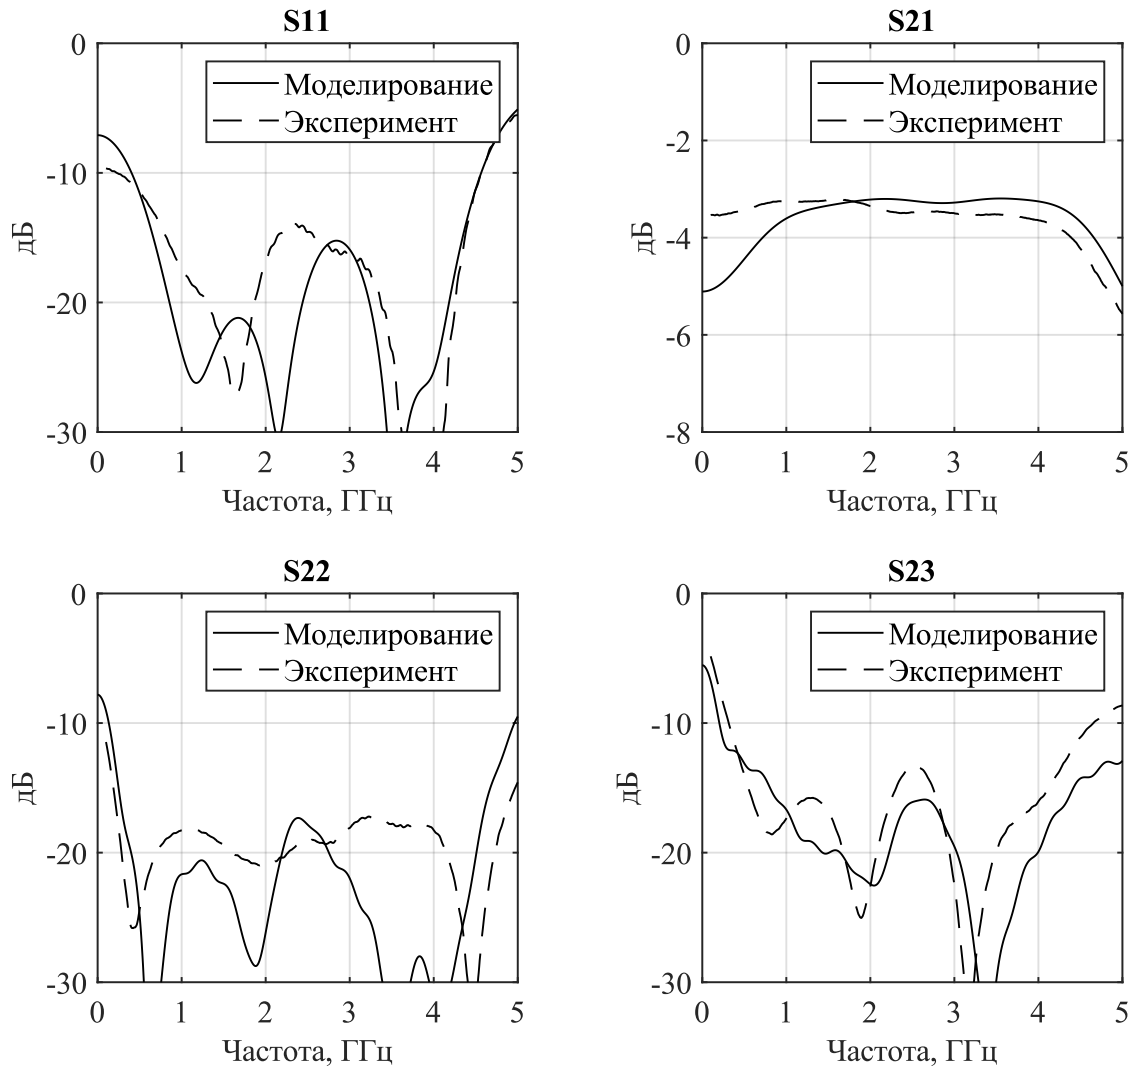 S11
0
-10
-20
-30
дБ
Моделирование
Эксперимент
0 1 2 3 4 5
Частота, ГГц
S21
0
-2
-4
-6
-8
дБ
Моделирование
Эксперимент
0 1 2 3 4 5
Частота, ГГц
S22
0
-10
-20
-30
дБ
Моделирование
Эксперимент
0 1 2 3 4 5
Частота, ГГц
S23
0
-10
-20
-30
дБ
Моделирование
Эксперимент
0 1 2 3 4 5
Частота, ГГц